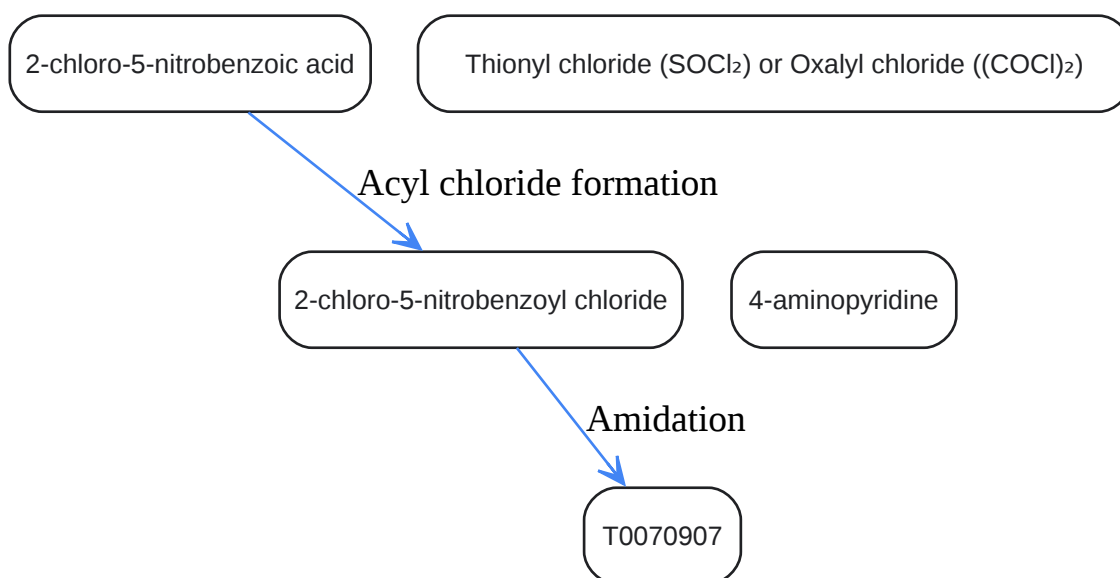 2-chloro-5-nitrobenzoic acid
Thionyl chloride (SOCl₂) or Oxalyl chloride ((COCl)₂)
Acyl chloride formation
2-chloro-5-nitrobenzoyl chloride
4-aminopyridine
Amidation
T0070907